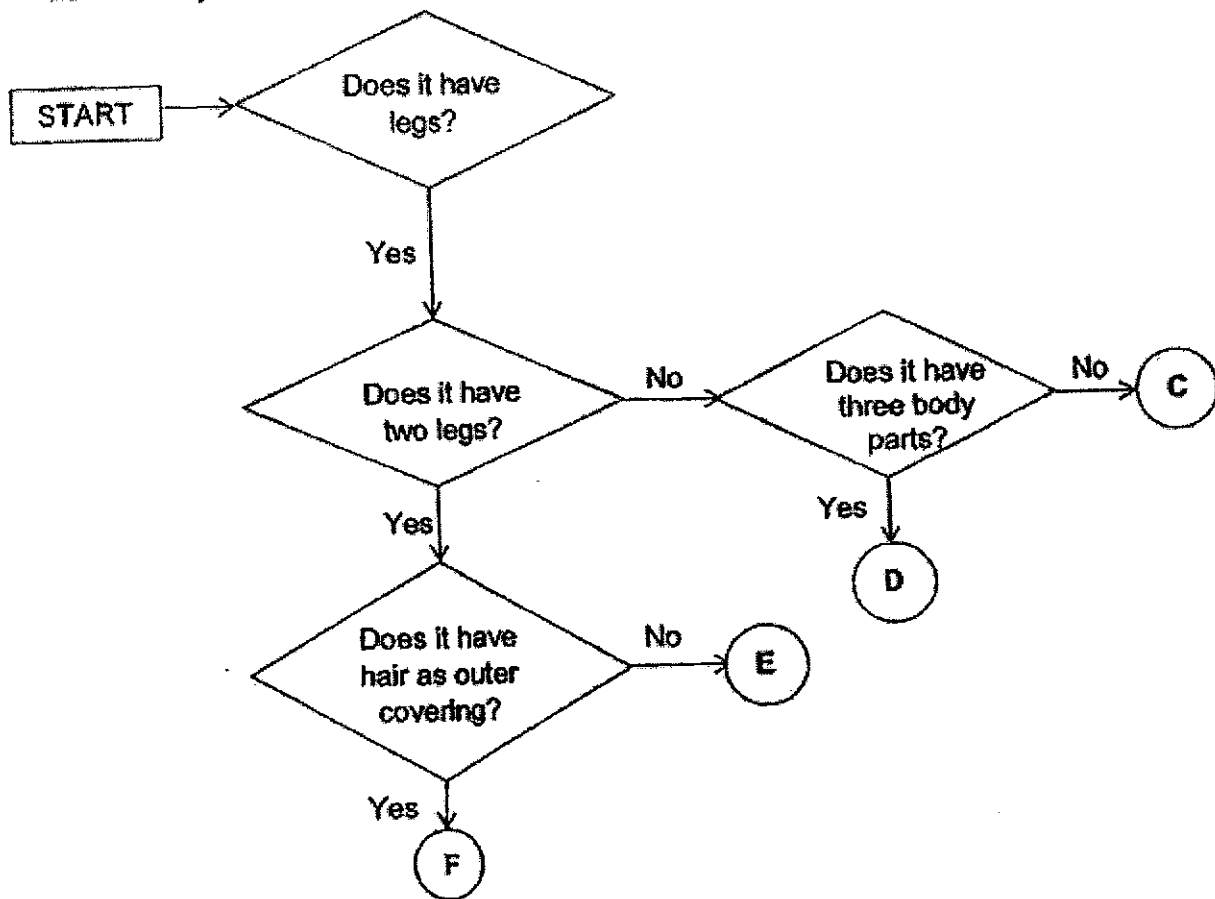 Does it have
legs?
START
Yes
Does it have
two legs?
No
Does it have
three body
parts?
No
C
Yes
D
Yes
Does it have
hair as outer
covering?
No
E
Yes
F